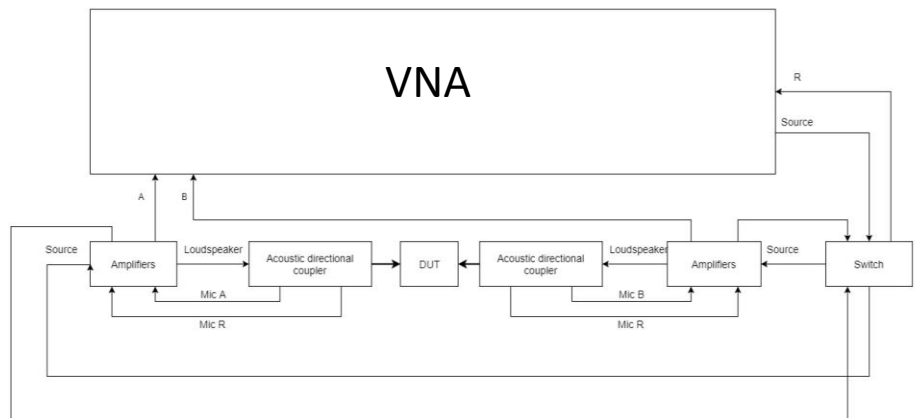 VNA
R
Source
A
B
Source
Loudspeaker
Loudspeaker
Source
Amplifiers
Acoustic directional
coupler
DUT
Acoustic directional
coupler
Amplifiers
Switch
Mic A
Mic B
Mic R
Mic R